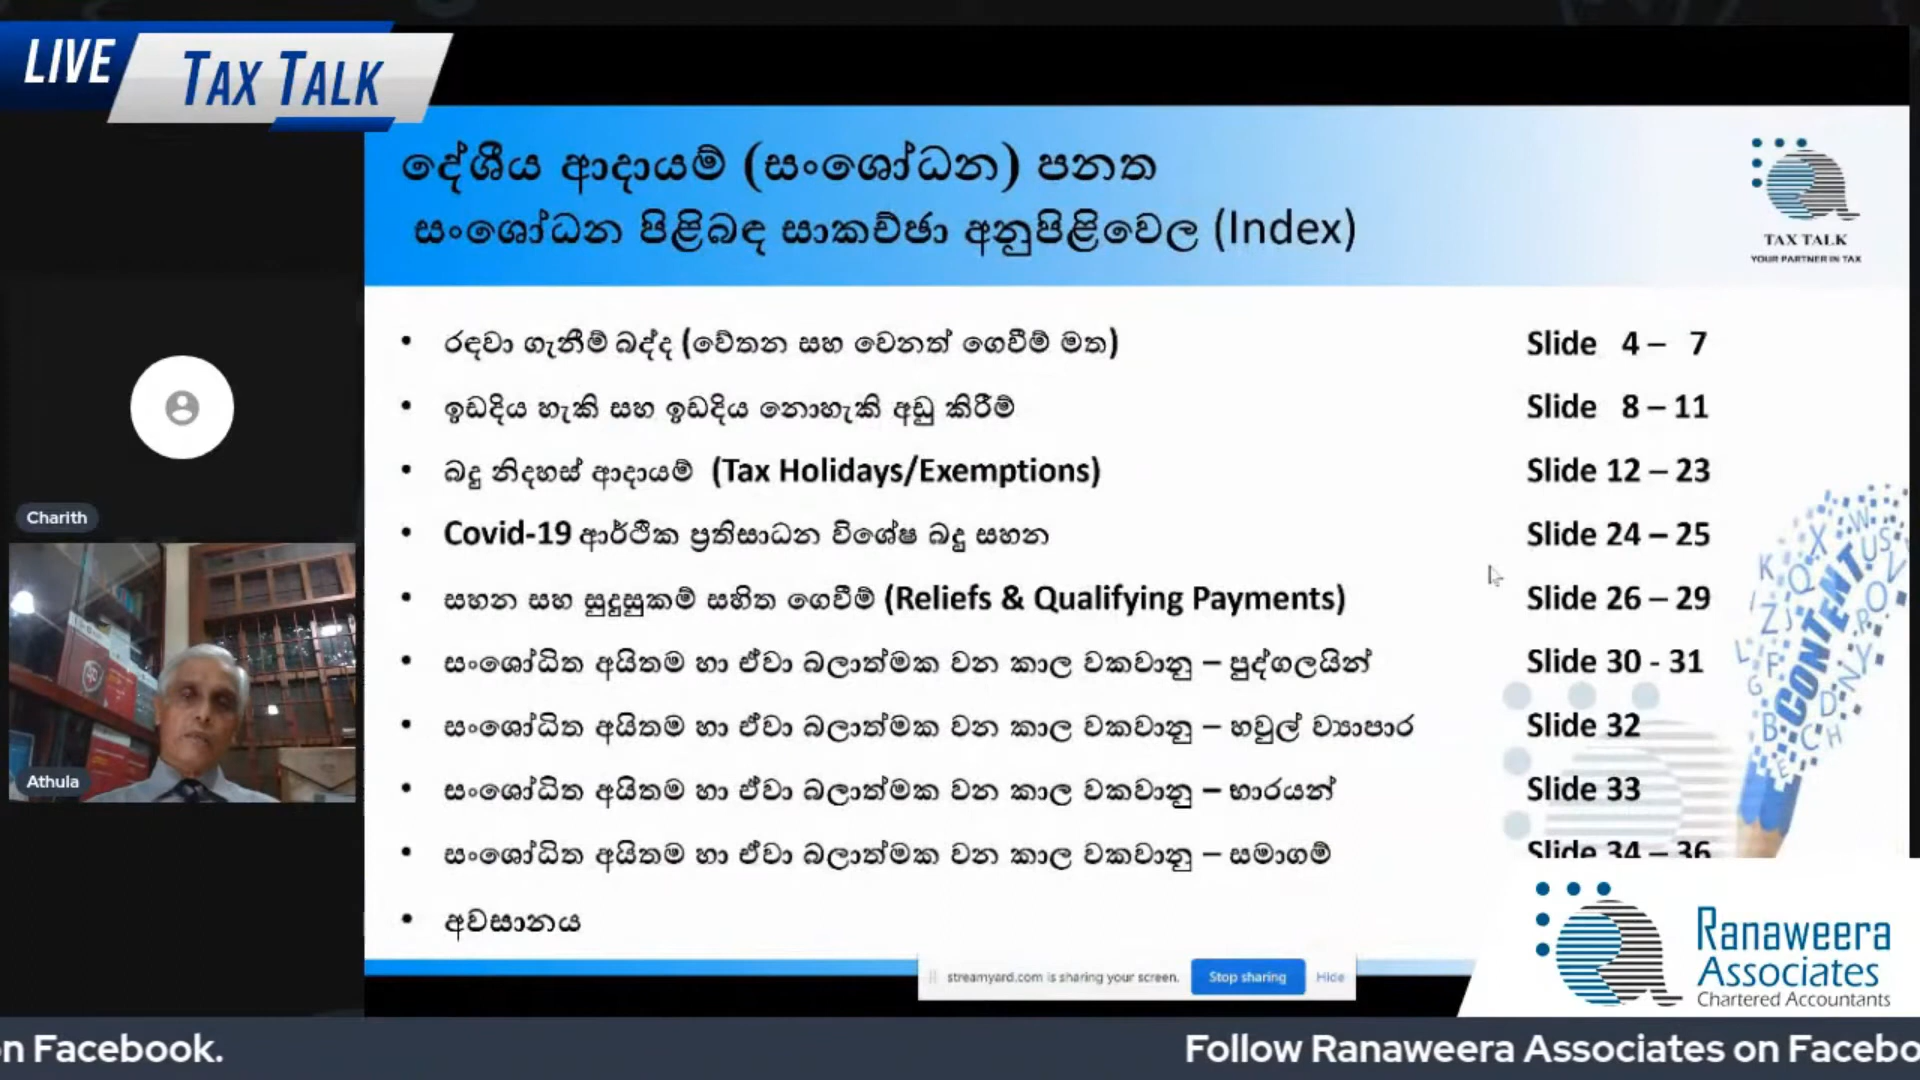 LIVE
TAX TALK
දේශීය ආදායම් (සංශෝධන) පනත
සංශෝධන පිළිබඳ සාකච්ඡා අනුපිළිවෙල (Index)
TAX TALK
YOUR PARTNER IN TAX
• රඳවා ගැනීම් බද්ද (වේතන සහ වෙනත් ගෙවීම් මත) Slide 4 – 7
• ඉඩදිය හැකි සහ ඉඩදිය නොහැකි අඩු කිරීම් Slide 8 – 11
• බදු නිදහස් ආදායම් (Tax Holidays/Exemptions) Slide 12 – 23
• Covid-19 ආර්ථික ප්‍රතිසාධන විශේෂ බදු සහන Slide 24 – 25
• සහන සහ සුදුසුකම් සහිත ගෙවීම් (Reliefs & Qualifying Payments) Slide 26 – 29
• සංශෝධිත අයිතම හා ඒවා බලාත්මක වන කාල වකවානු – පුද්ගලයින් Slide 30 - 31
• සංශෝධිත අයිතම හා ඒවා බලාත්මක වන කාල වකවානු – හවුල් ව්‍යාපාර Slide 32
• සංශෝධිත අයිතම හා ඒවා බලාත්මක වන කාල වකවානු – භාරයන් Slide 33
• සංශෝධිත අයිතම හා ඒවා බලාත්මක වන කාල වකවානු – සමාගම් Slide 34 – 36
• අවසානය
CONTENT
Charith
Athula
streamyard.com is sharing your screen. Stop sharing Hide
Ranaweera
Associates
Chartered Accountants
on Facebook. Follow Ranaweera Associates on Facebo